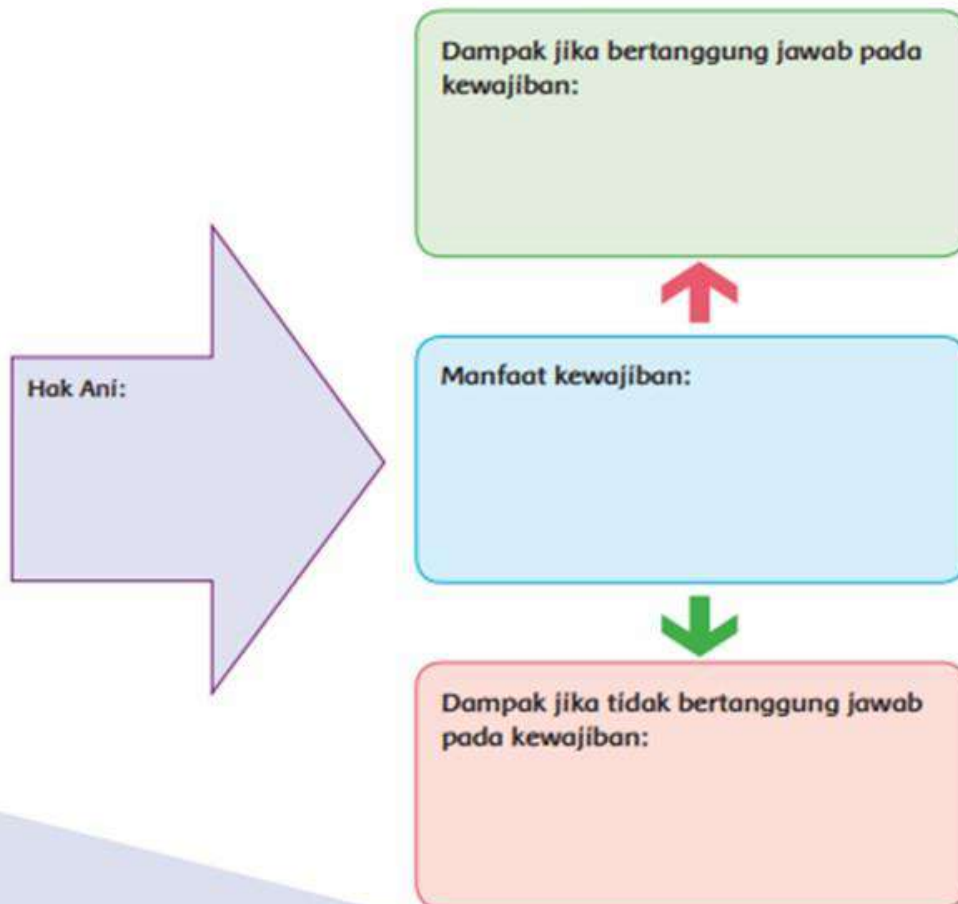 Dampak jika bertanggung jawab pada
kewajiban:
Hak Ani:
Manfaat kewajiban:
Dampak jika tidak bertanggung jawab
pada kewajiban: